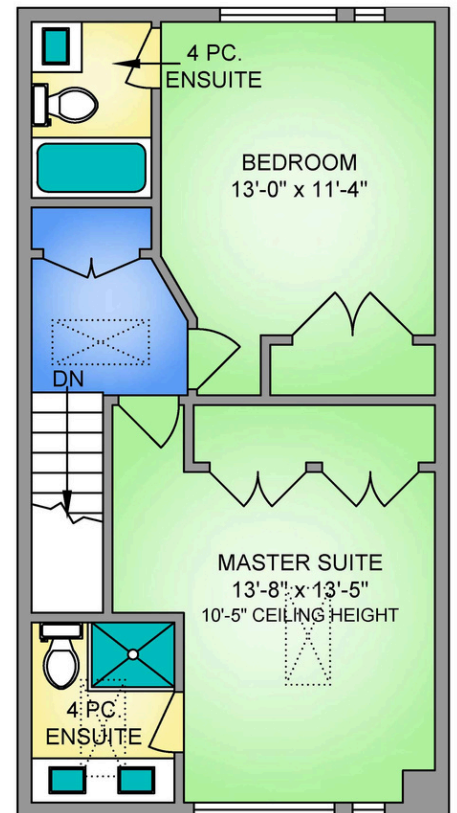 4 PC.
ENSUITE
BEDROOM
13'-0" x 11'-4"
DN
MASTER SUITE
13'-8" x 13'-5"
10'-5" CEILING HEIGHT
4 PC.
ENSUITE